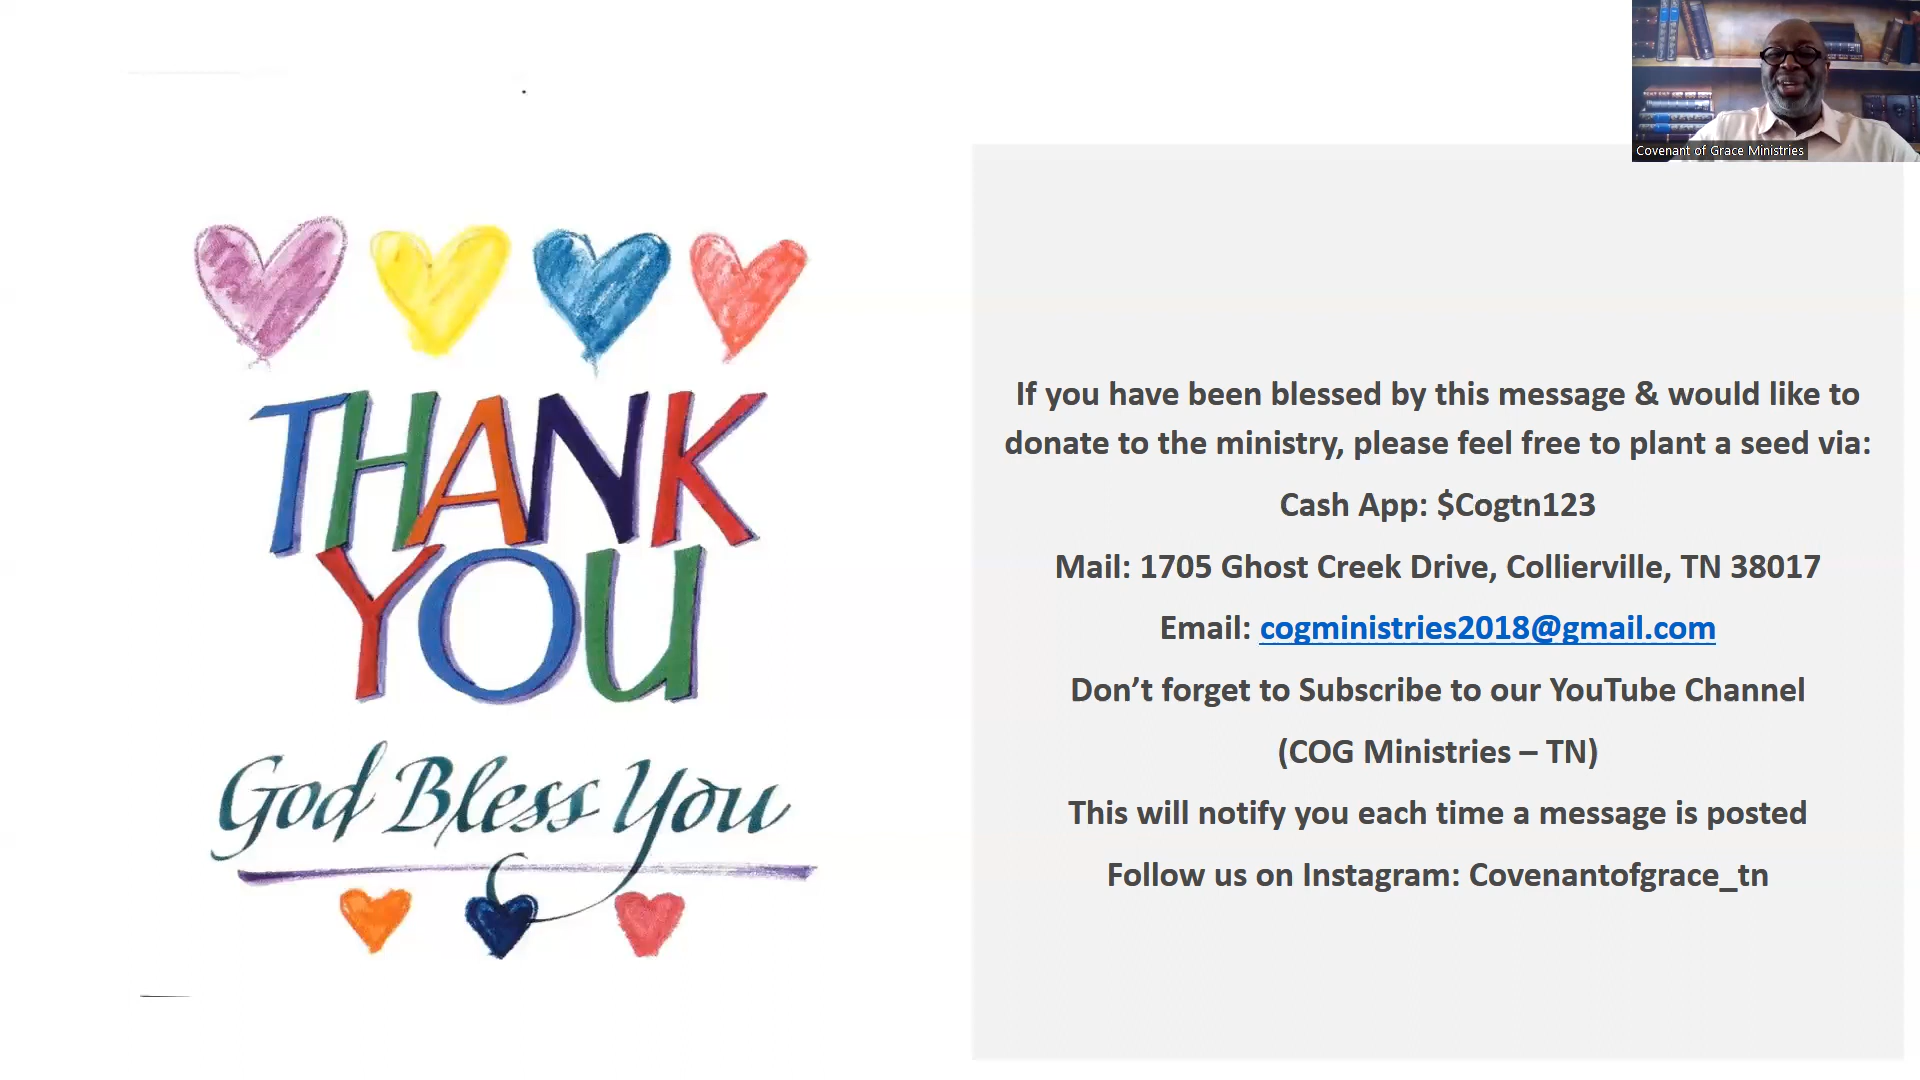 Covenant of Grace Ministries
THANK
YOU
God Bless You
If you have been blessed by this message & would like to
donate to the ministry, please feel free to plant a seed via:
Cash App: $Cogtn123
Mail: 1705 Ghost Creek Drive, Collierville, TN 38017
Email: cogministries2018@gmail.com
Don’t forget to Subscribe to our YouTube Channel
(COG Ministries – TN)
This will notify you each time a message is posted
Follow us on Instagram: Covenantofgrace_tn